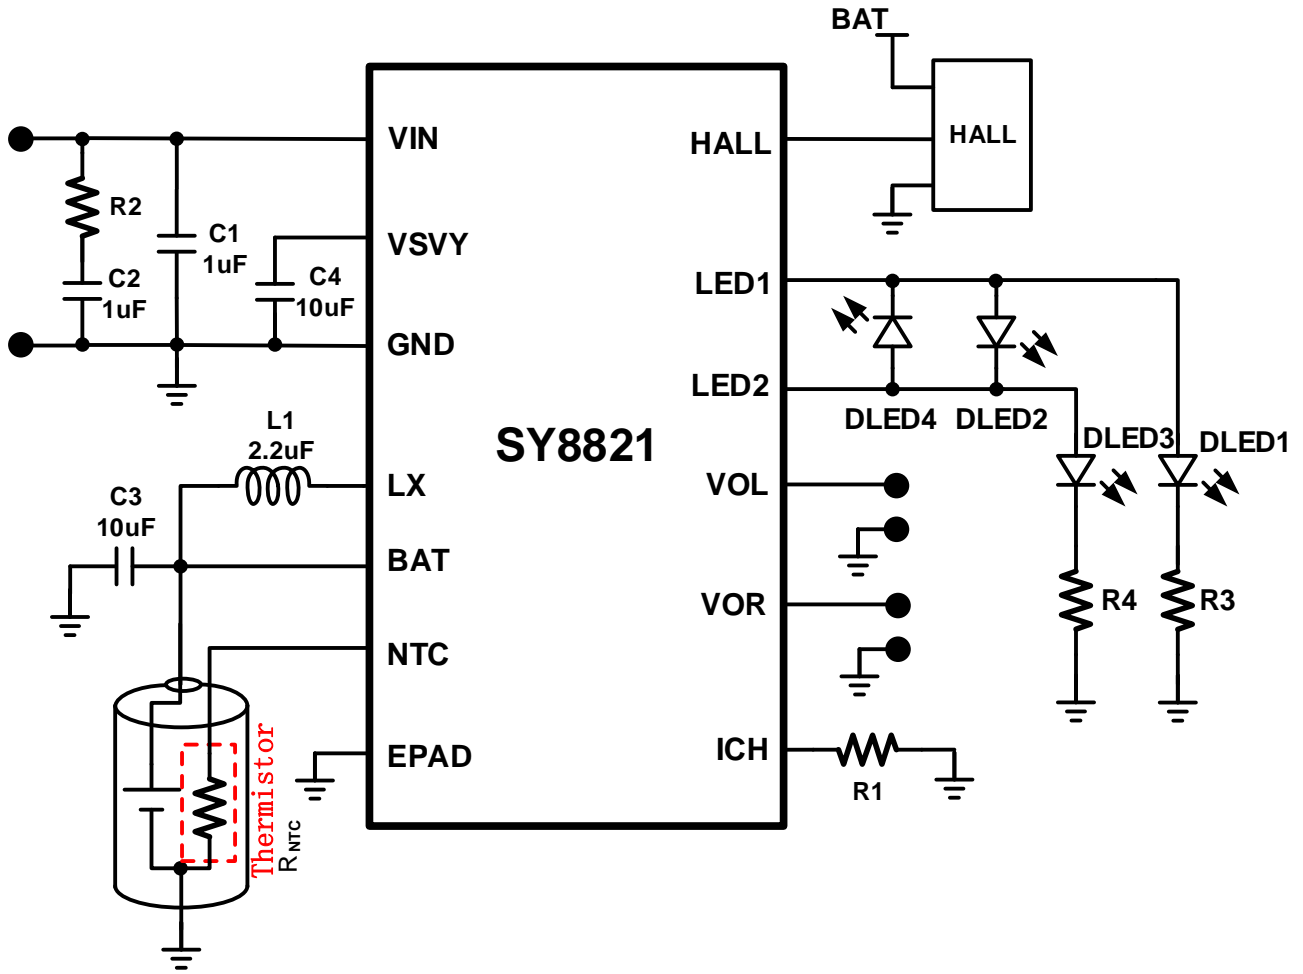 BAT
HALL
VIN
HALL
R2
C1
1uF
VSVY
C4
10uF
C2
1uF
LED1
GND
LED2
DLED4
DLED2
DLED3
DLED1
L1
2.2uF
SY8821
LX
VOL
C3
10uF
BAT
VOR
R4
R3
NTC
Thermistor
RNTC
EPAD
ICH
R1